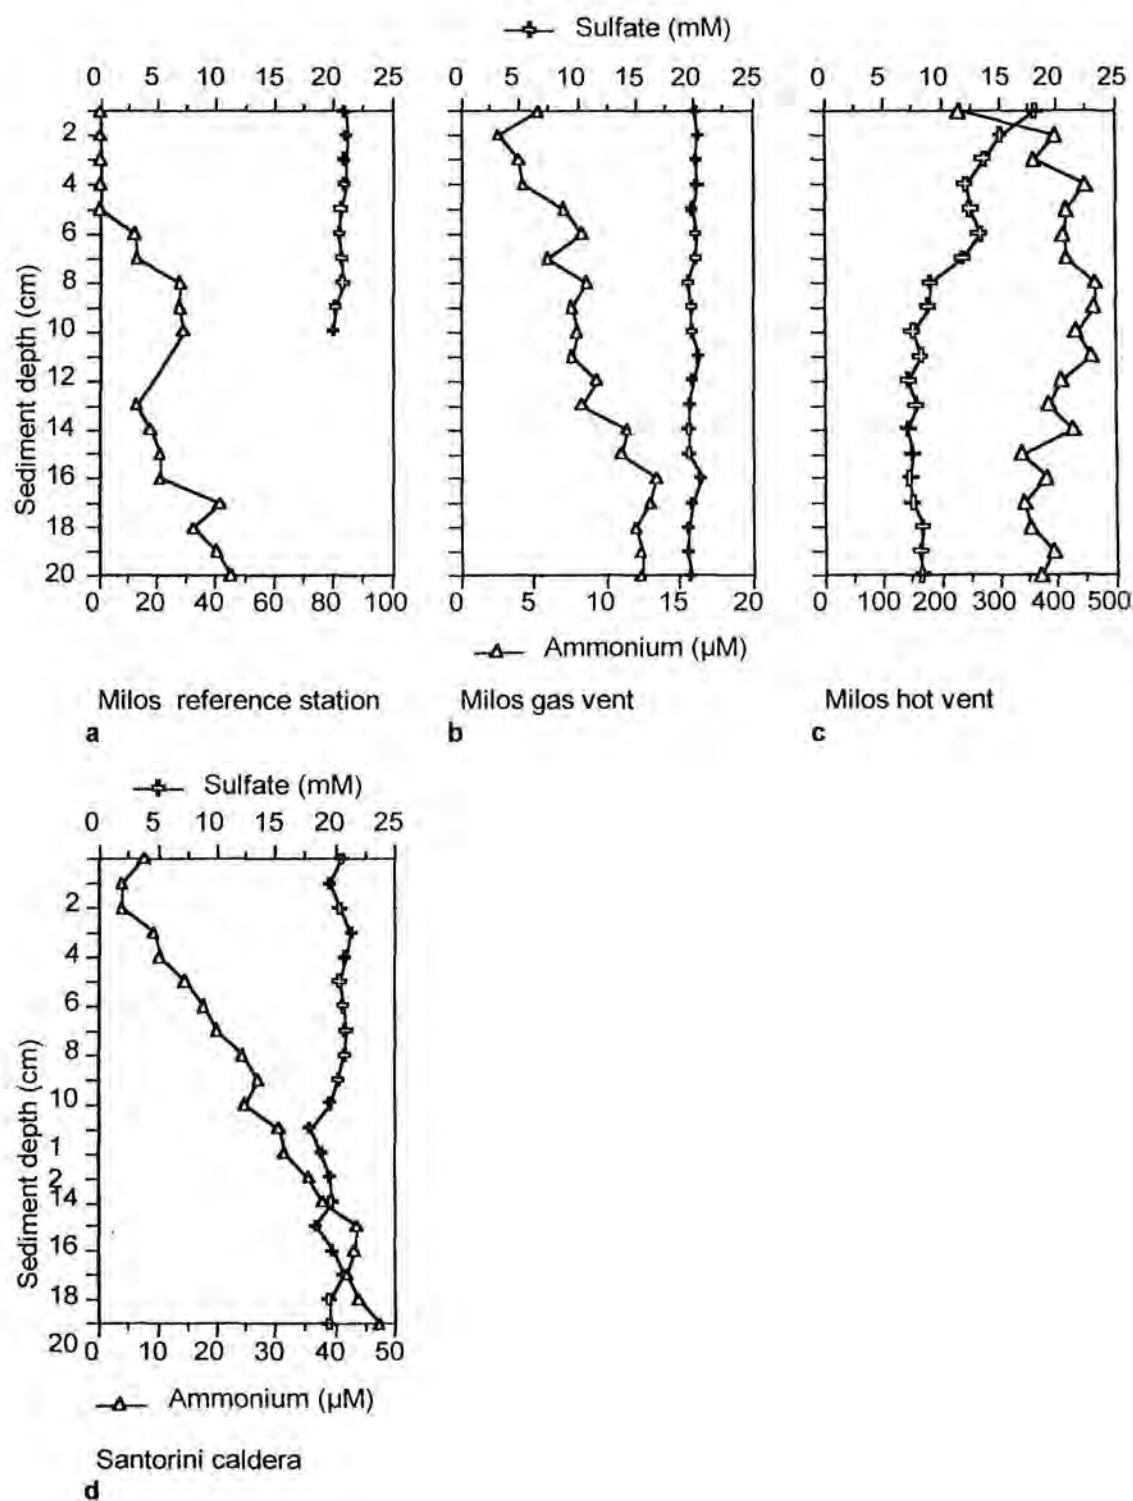 Sulfate (mM)
0 5 10 15 20 25 0 5 10 15 20 25 0 5 10 15 20 25
2
4
6
8
10
12
14
16
18
20
Sediment depth (cm)
0 20 40 60 80 100 0 5 10 15 20 0 100 200 300 400 500
Ammonium (µM)
Milos reference station Milos gas vent Milos hot vent
a b c
Sulfate (mM)
0 5 10 15 20 25
2
4
6
8
10
1
2
14
16
18
20
Sediment depth (cm)
0 10 20 30 40 50
Ammonium (µM)
Santorini caldera
d